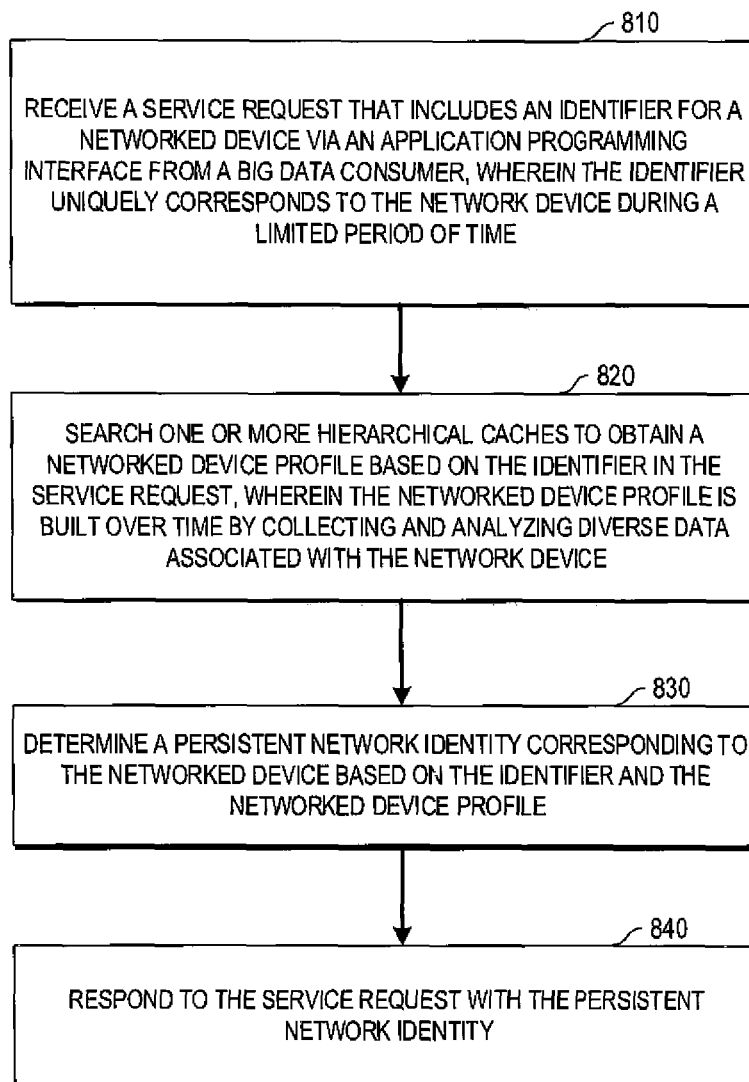 810
RECEIVE A SERVICE REQUEST THAT INCLUDES AN IDENTIFIER FOR A
NETWORKED DEVICE VIA AN APPLICATION PROGRAMMING
INTERFACE FROM A BIG DATA CONSUMER, WHEREIN THE IDENTIFIER
UNIQUELY CORRESPONDS TO THE NETWORK DEVICE DURING A
LIMITED PERIOD OF TIME
820
SEARCH ONE OR MORE HIERARCHICAL CACHES TO OBTAIN A
NETWORKED DEVICE PROFILE BASED ON THE IDENTIFIER IN THE
SERVICE REQUEST, WHEREIN THE NETWORKED DEVICE PROFILE IS
BUILT OVER TIME BY COLLECTING AND ANALYZING DIVERSE DATA
ASSOCIATED WITH THE NETWORK DEVICE
830
DETERMINE A PERSISTENT NETWORK IDENTITY CORRESPONDING TO
THE NETWORKED DEVICE BASED ON THE IDENTIFIER AND THE
NETWORKED DEVICE PROFILE
840
RESPOND TO THE SERVICE REQUEST WITH THE PERSISTENT
NETWORK IDENTITY